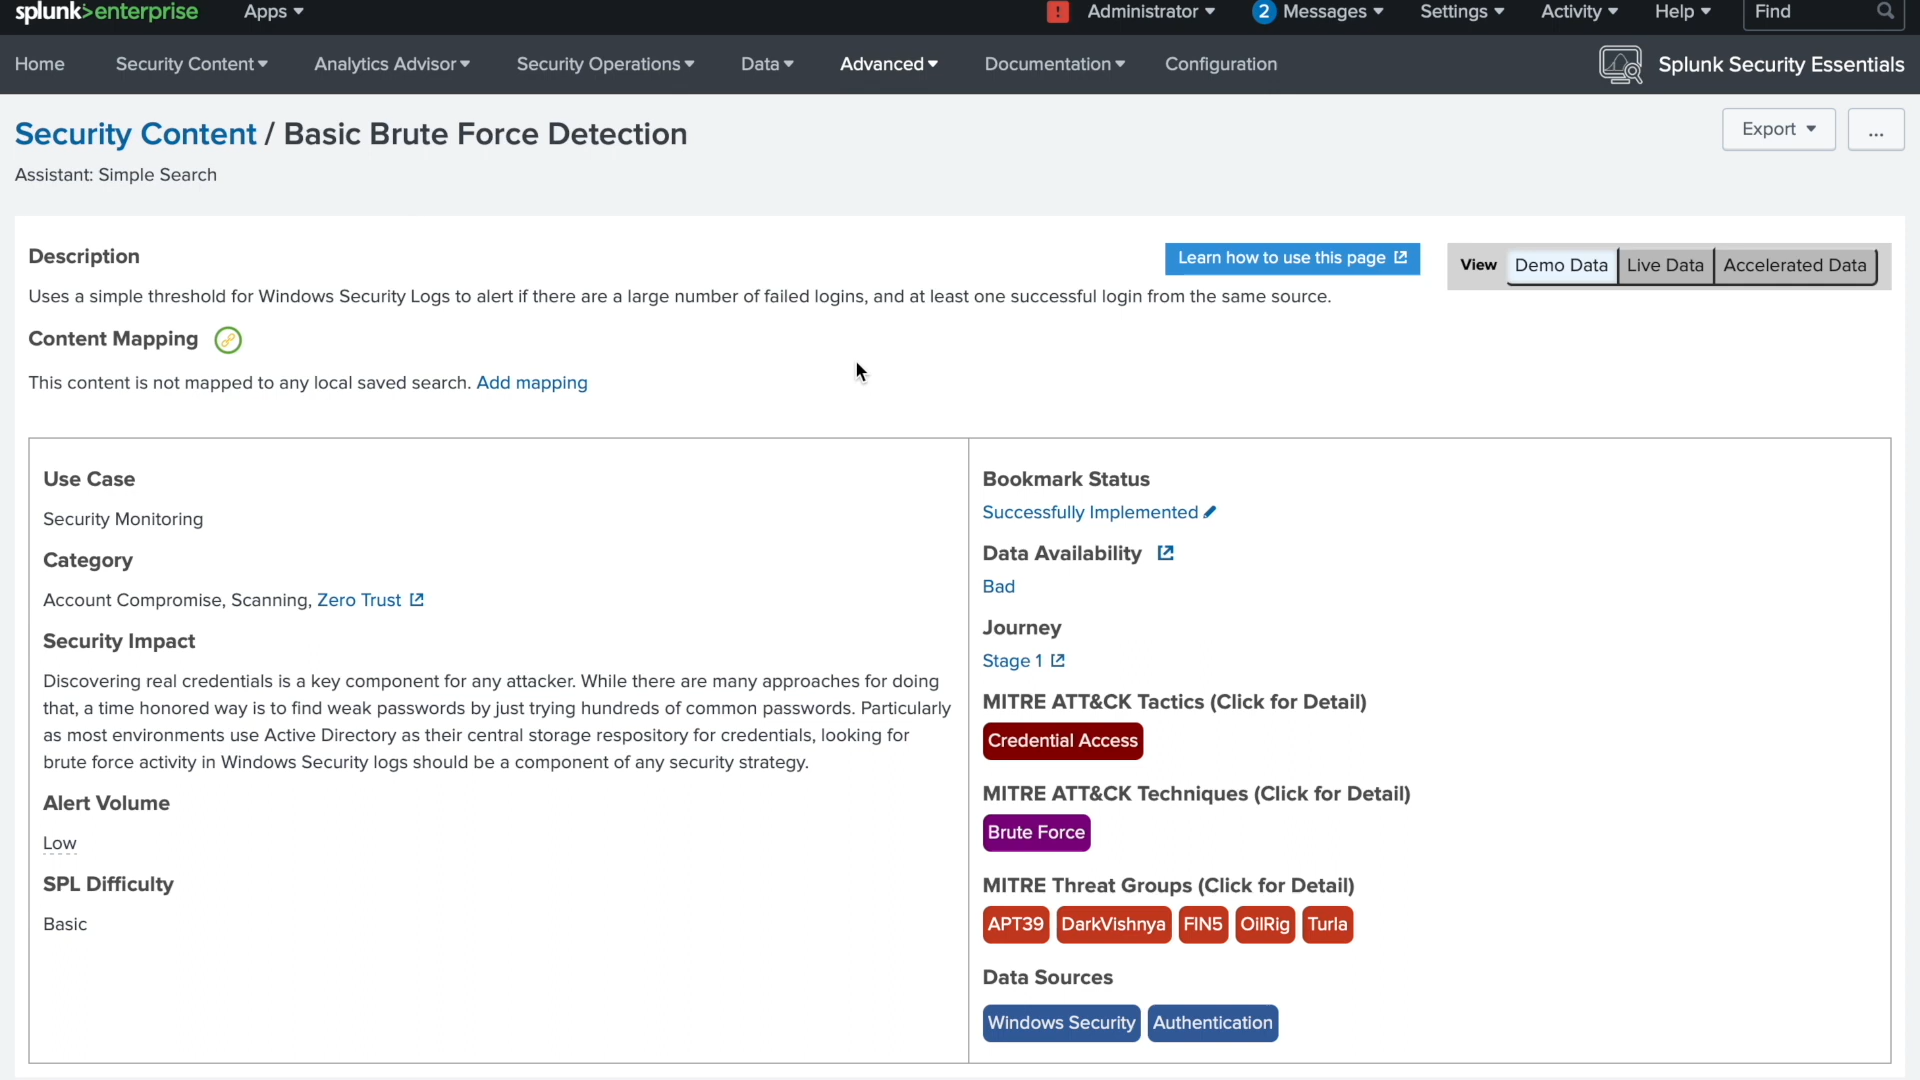 splunk>enterprise Apps ! Administrator 2 Messages Settings Activity Help Find
Home Security Content Analytics Advisor Security Operations Data Advanced Documentation Configuration Splunk Security Essentials
Security Content / Basic Brute Force Detection
Export ...
Assistant: Simple Search
Description
Learn how to use this page
View Demo Data Live Data Accelerated Data
Uses a simple threshold for Windows Security Logs to alert if there are a large number of failed logins, and at least one successful login from the same source.
Content Mapping
This content is not mapped to any local saved search. Add mapping
Use Case
Security Monitoring
Category
Account Compromise, Scanning, Zero Trust
Security Impact
Discovering real credentials is a key component for any attacker. While there are many approaches for doing
that, a time honored way is to find weak passwords by just trying hundreds of common passwords. Particularly
as most environments use Active Directory as their central storage respository for credentials, looking for
brute force activity in Windows Security logs should be a component of any security strategy.
Alert Volume
Low
SPL Difficulty
Basic
Bookmark Status
Successfully Implemented
Data Availability
Bad
Journey
Stage 1
MITRE ATT&CK Tactics (Click for Detail)
Credential Access
MITRE ATT&CK Techniques (Click for Detail)
Brute Force
MITRE Threat Groups (Click for Detail)
APT39 DarkVishnya FIN5 OilRig Turla
Data Sources
Windows Security Authentication